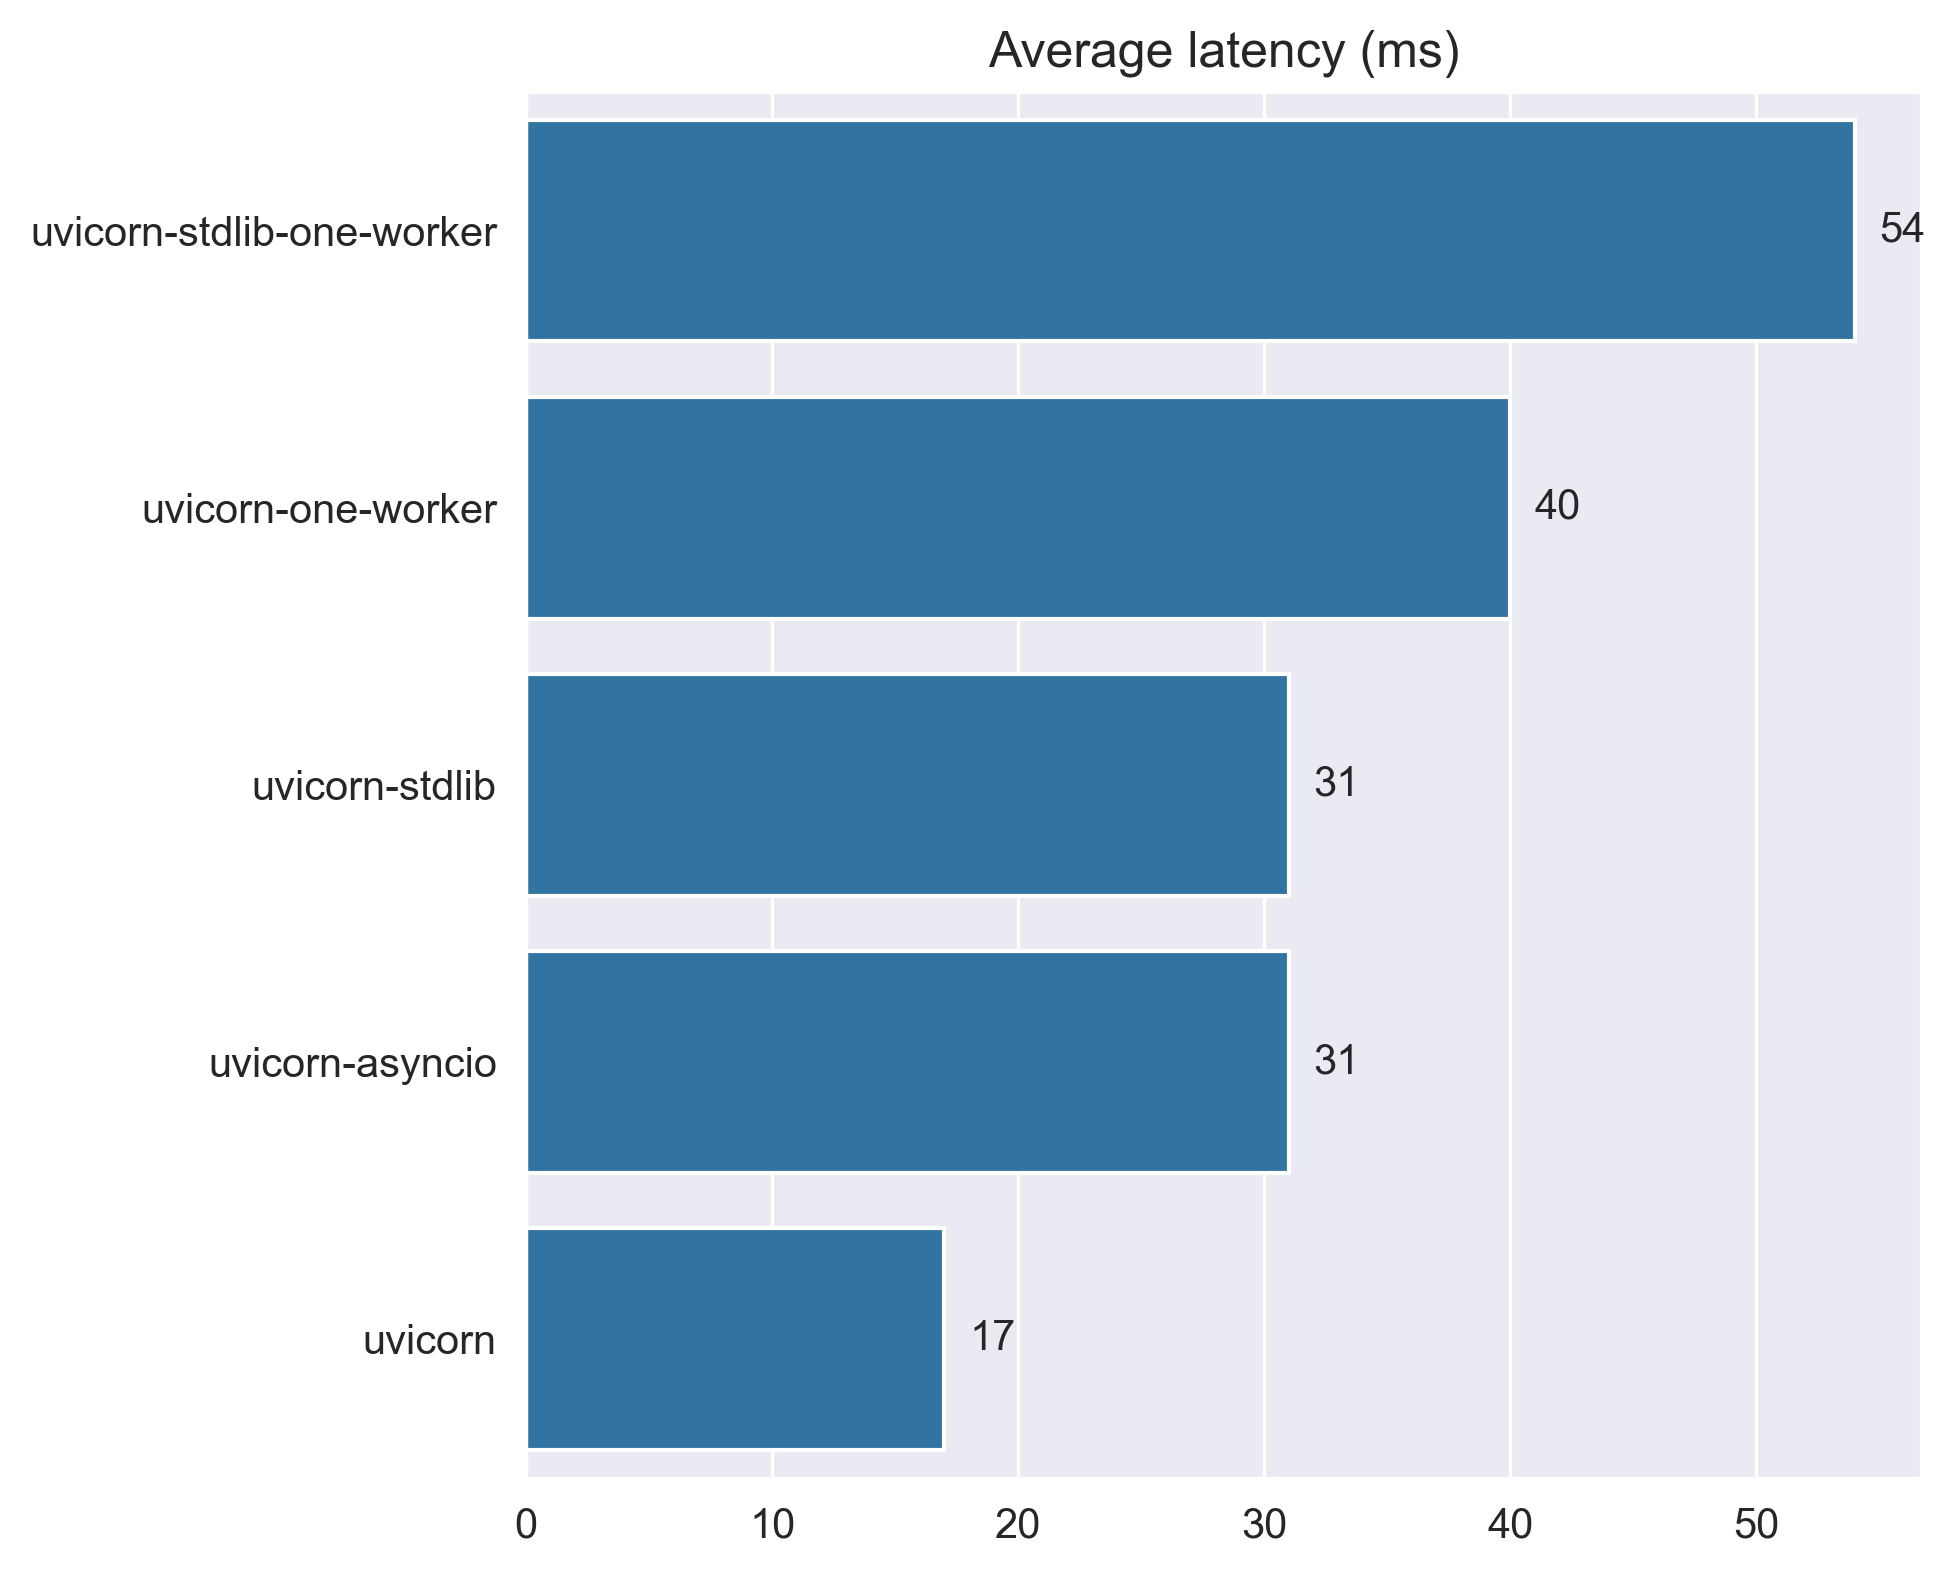 Average latency (ms)
uvicorn-stdlib-one-worker
54
uvicorn-one-worker
40
uvicorn-stdlib
31
uvicorn-asyncio
31
uvicorn
17
0 10 20 30 40 50